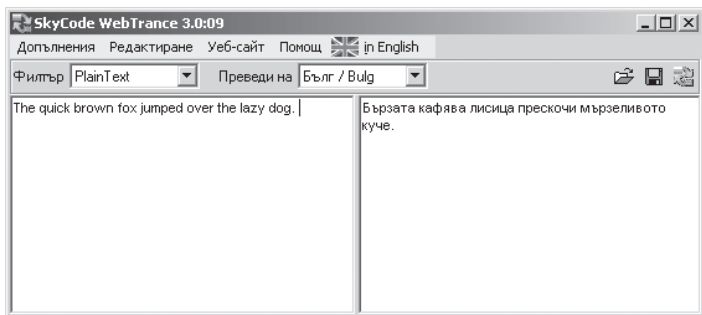 SkyCode WebTrance 3.0:09
Допълнения Редактиране Уеб-сайт Помощ in English
Филтър PlainText Преведи на Бълг / Bulg
The quick brown fox jumped over the lazy dog.
Бързата кафява лисица прескочи мързеливото
куче.